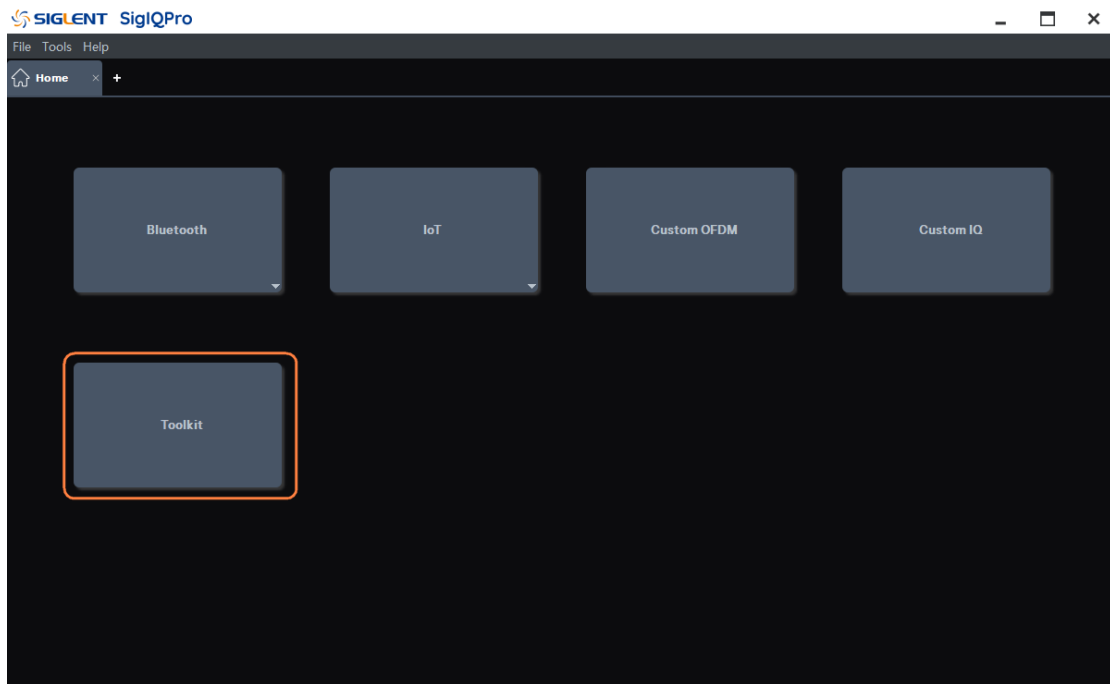 SIGLENT SigIQPro
File Tools Help
Home × +
Bluetooth IoT Custom OFDM Custom IQ
Toolkit